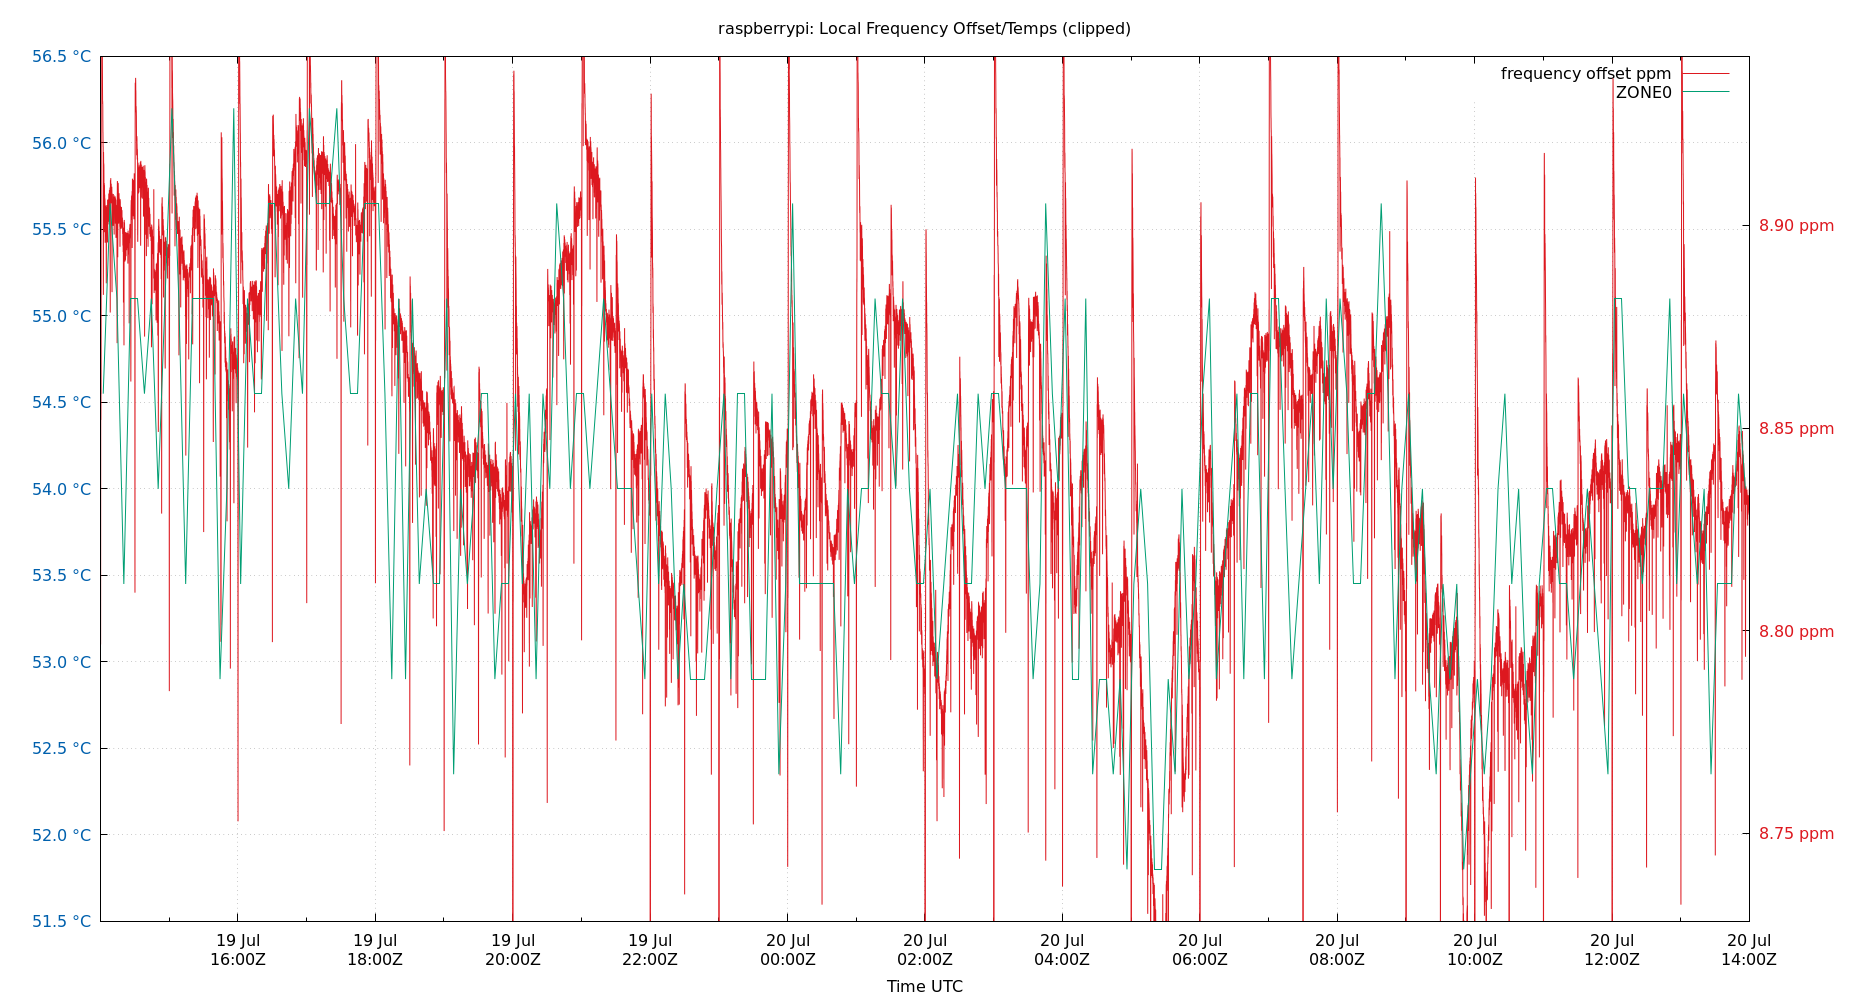 raspberrypi: Local Frequency Offset/Temps (clipped)
56.5 °C
56.0 °C
55.5 °C
55.0 °C
54.5 °C
54.0 °C
53.5 °C
53.0 °C
52.5 °C
52.0 °C
51.5 °C
frequency offset ppm
ZONE0
8.90 ppm
8.85 ppm
8.80 ppm
8.75 ppm
19 Jul 19 Jul 19 Jul 19 Jul 20 Jul 20 Jul 20 Jul 20 Jul 20 Jul 20 Jul 20 Jul 20 Jul
16:00Z 18:00Z 20:00Z 22:00Z 00:00Z 02:00Z 04:00Z 06:00Z 08:00Z 10:00Z 12:00Z 14:00Z
Time UTC